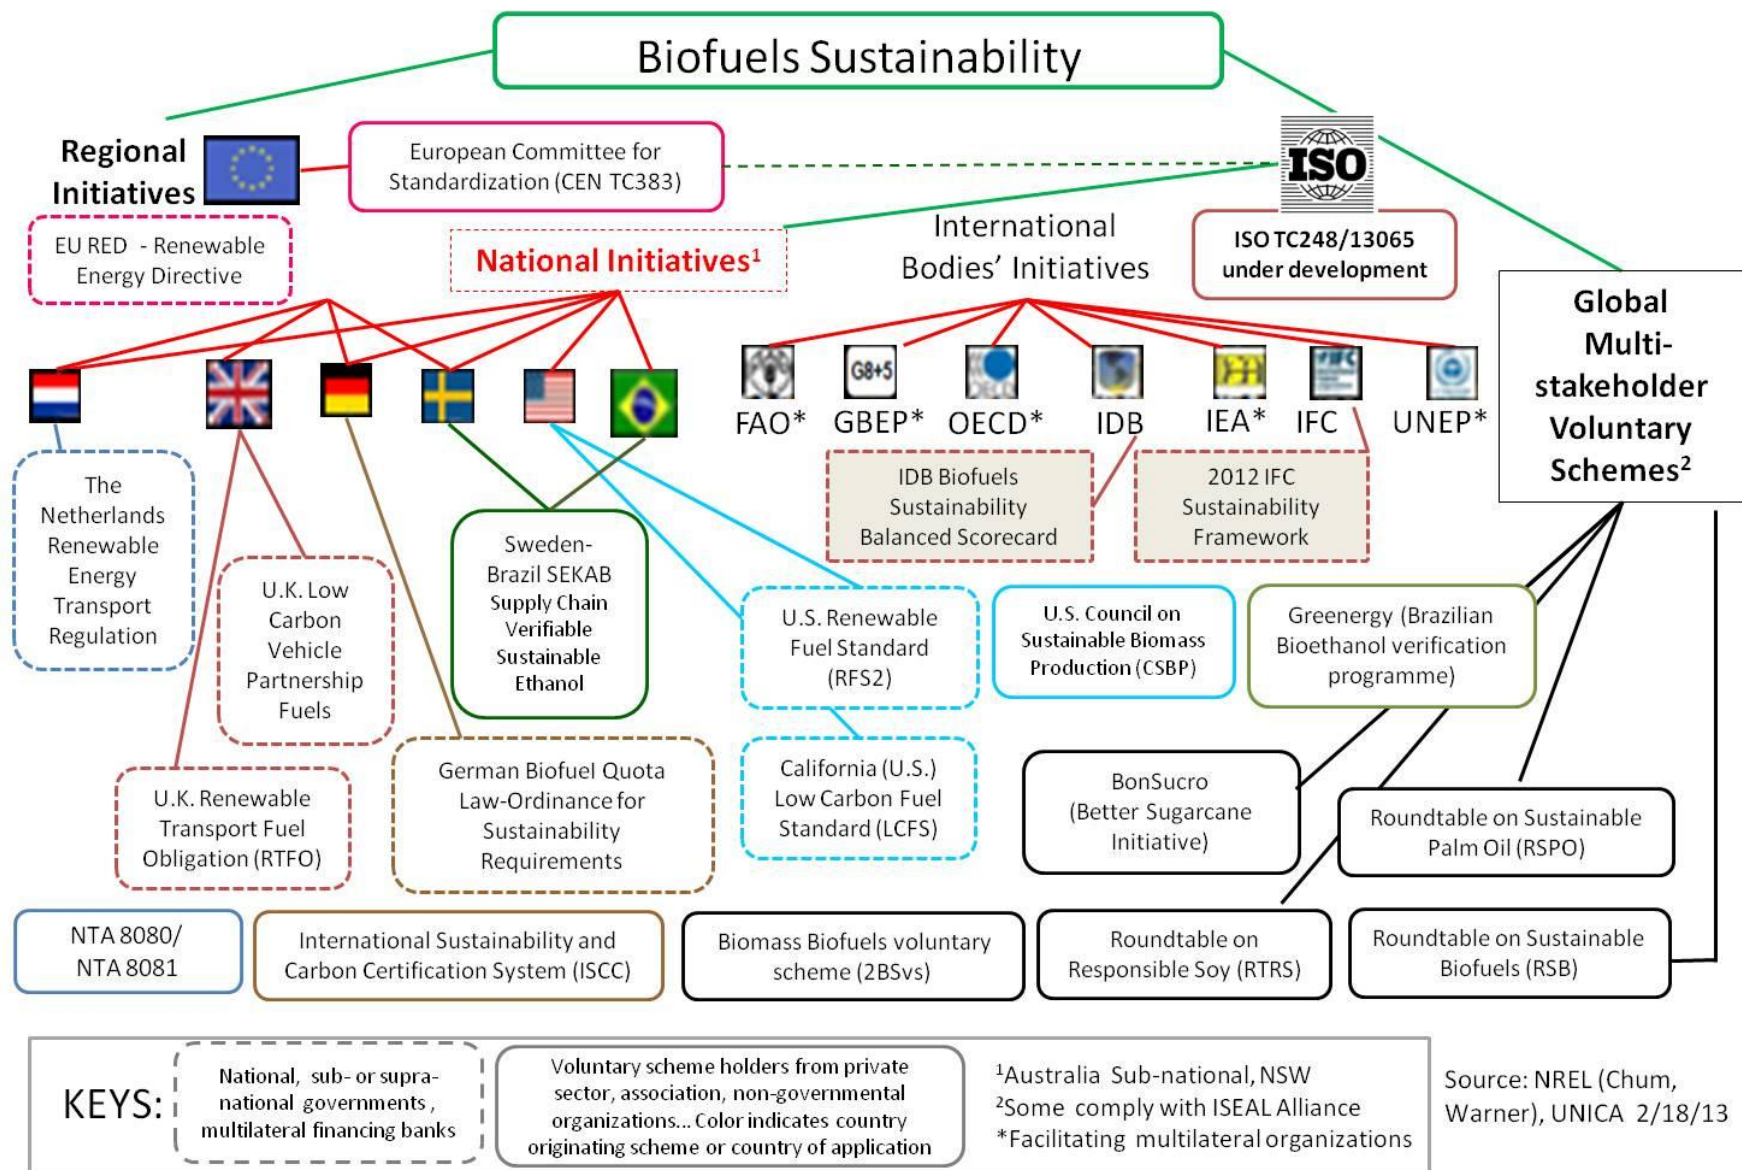 Biofuels Sustainability
Regional
Initiatives
European Committee for
Standardization (CEN TC383)
ISO
EU RED - Renewable
Energy Directive
National Initiatives¹
International
Bodies’ Initiatives
ISO TC248/13065
under development
Global
Multi-
stakeholder
Voluntary
Schemes²
G8+5
OECD
IFC
FAO*
GBEP*
OECD*
IDB
IEA*
IFC
UNEP*
The
Netherlands
Renewable
Energy
Transport
Regulation
U.K. Low
Carbon
Vehicle
Partnership
Fuels
Sweden-
Brazil SEKAB
Supply Chain
Verifiable
Sustainable
Ethanol
IDB Biofuels
Sustainability
Balanced Scorecard
2012 IFC
Sustainability
Framework
U.S. Renewable
Fuel Standard
(RFS2)
U.S. Council on
Sustainable Biomass
Production (CSBP)
Greenergy (Brazilian
Bioethanol verification
programme)
U.K. Renewable
Transport Fuel
Obligation (RTFO)
German Biofuel Quota
Law-Ordinance for
Sustainability
Requirements
California (U.S.)
Low Carbon Fuel
Standard (LCFS)
BonSucro
(Better Sugarcane
Initiative)
Roundtable on Sustainable
Palm Oil (RSPO)
NTA 8080/
NTA 8081
International Sustainability and
Carbon Certification System (ISCC)
Biomass Biofuels voluntary
scheme (2BSvs)
Roundtable on
Responsible Soy (RTRS)
Roundtable on Sustainable
Biofuels (RSB)
KEYS:
National, sub- or supra-
national governments ,
multilateral financing banks
Voluntary scheme holders from private
sector, association, non-governmental
organizations... Color indicates country
originating scheme or country of application
¹Australia Sub-national, NSW
²Some comply with ISEAL Alliance
*Facilitating multilateral organizations
Source: NREL (Chum,
Warner), UNICA 2/18/13